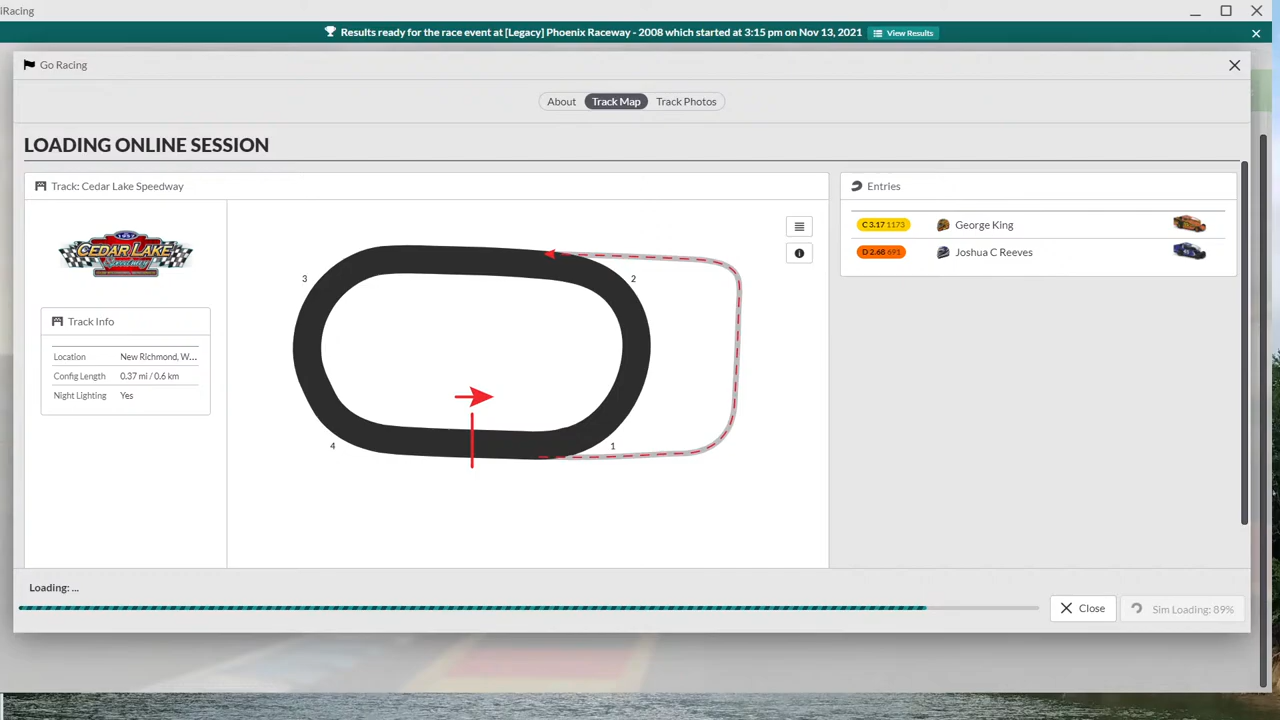 iRacing
Results ready for the race event at [Legacy] Phoenix Raceway - 2008 which started at 3:15 pm on Nov 13, 2021
View Results
Go Racing
About
Track Map
Track Photos
LOADING ONLINE SESSION
Track: Cedar Lake Speedway
CEDAR LAKE
Speedway
Track Info
Location New Richmond, W...
Config Length 0.37 mi / 0.6 km
Night Lighting Yes
3
2
4
1
Entries
C 3.17 1173 George King
D 2.68 691 Joshua C Reeves
Loading: ...
Close
Sim Loading: 89%